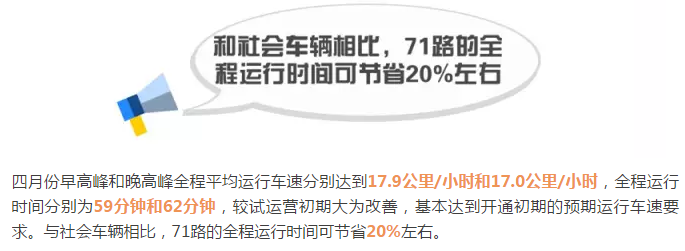 和社会车辆相比，71路的全
程运行时间可节省20%左右
四月份早高峰和晚高峰全程平均运行车速分别达到17.9公里/小时和17.0公里/小时，全程运行
时间分别为59分钟和62分钟，较试运营初期大为改善，基本达到开通初期的预期运行车速要
求。与社会车辆相比，71路的全程运行时间可节省20%左右。